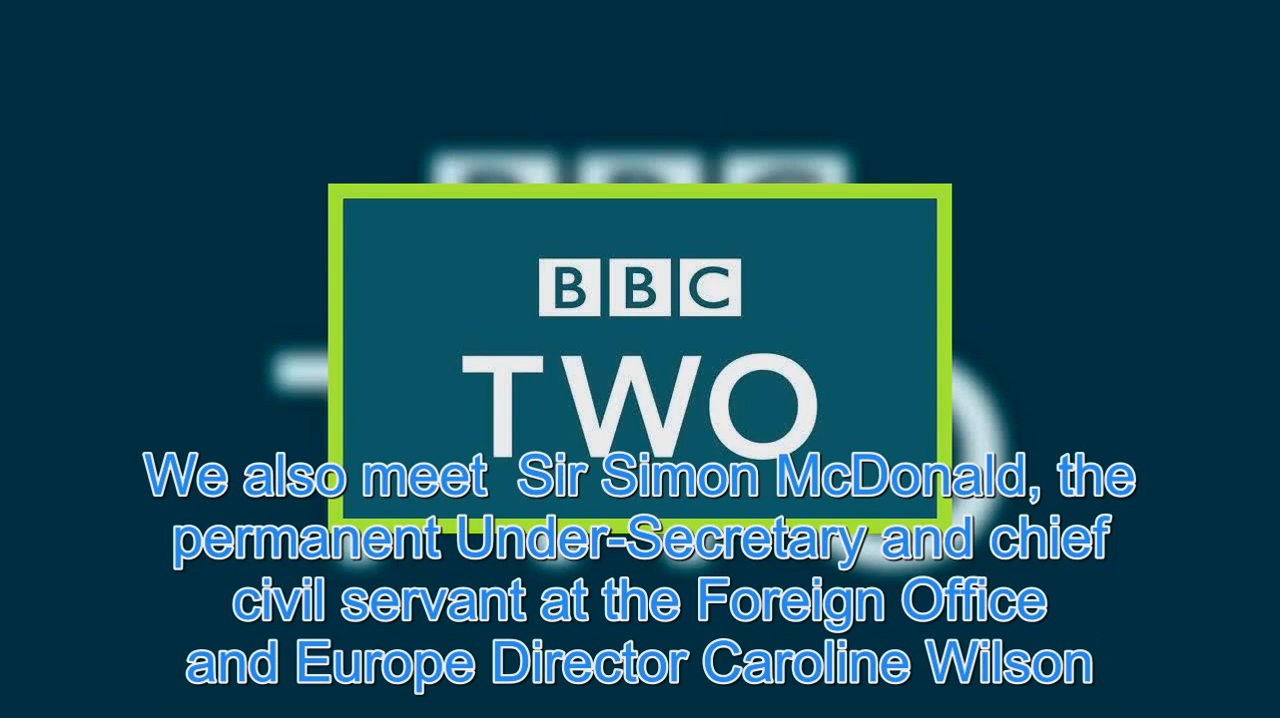 BBC
TWO
We also meet  Sir Simon McDonald, the
permanent Under-Secretary and chief
civil servant at the Foreign Office
and Europe Director Caroline Wilson